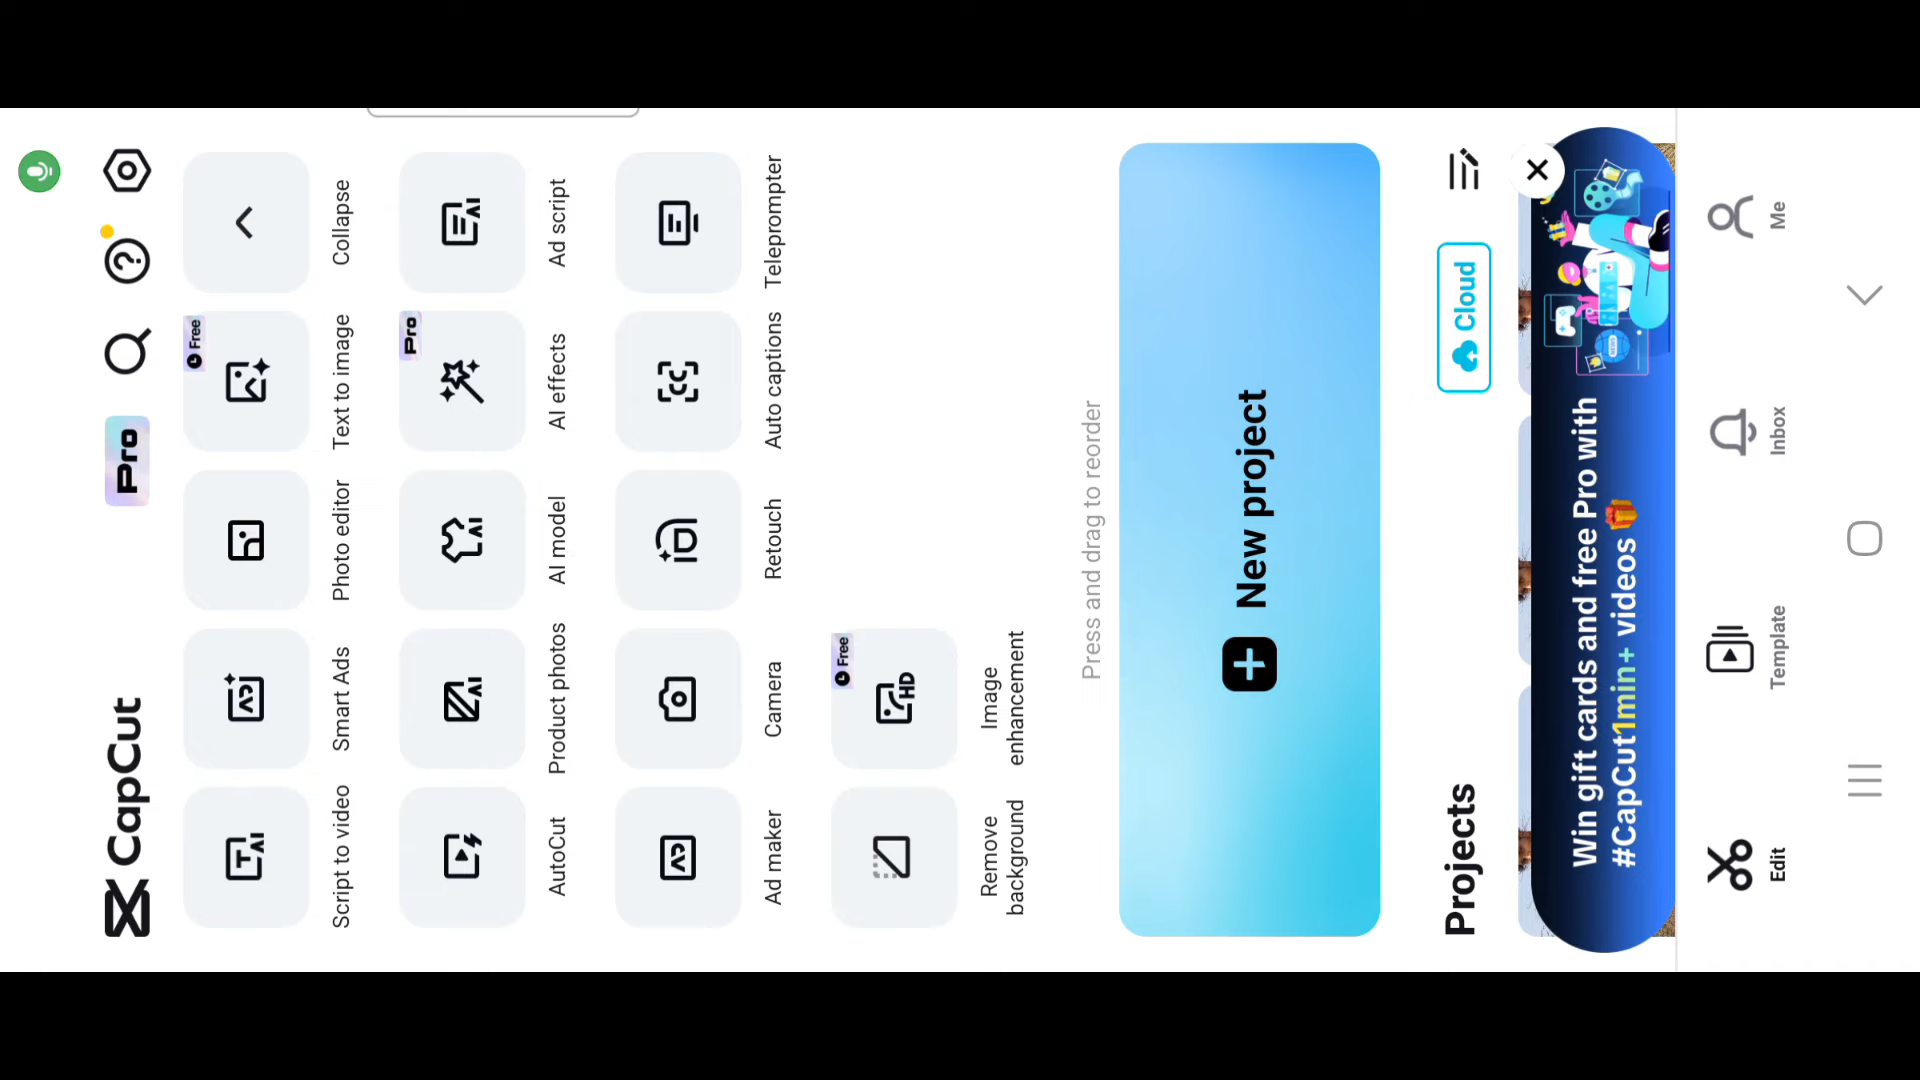 CapCut
Pro
Script to video
Smart Ads
Photo editor
Free
Text to image
Collapse
AutoCut
Product photos
AI model
Pro
AI effects
Ad script
Ad maker
Camera
Retouch
Auto captions
Teleprompter
Remove
background
Free
Image
enhancement
Press and drag to reorder
New project
Projects
Cloud
Win gift cards and free Pro with
#CapCut1min+ videos
Edit
Template
Inbox
Me